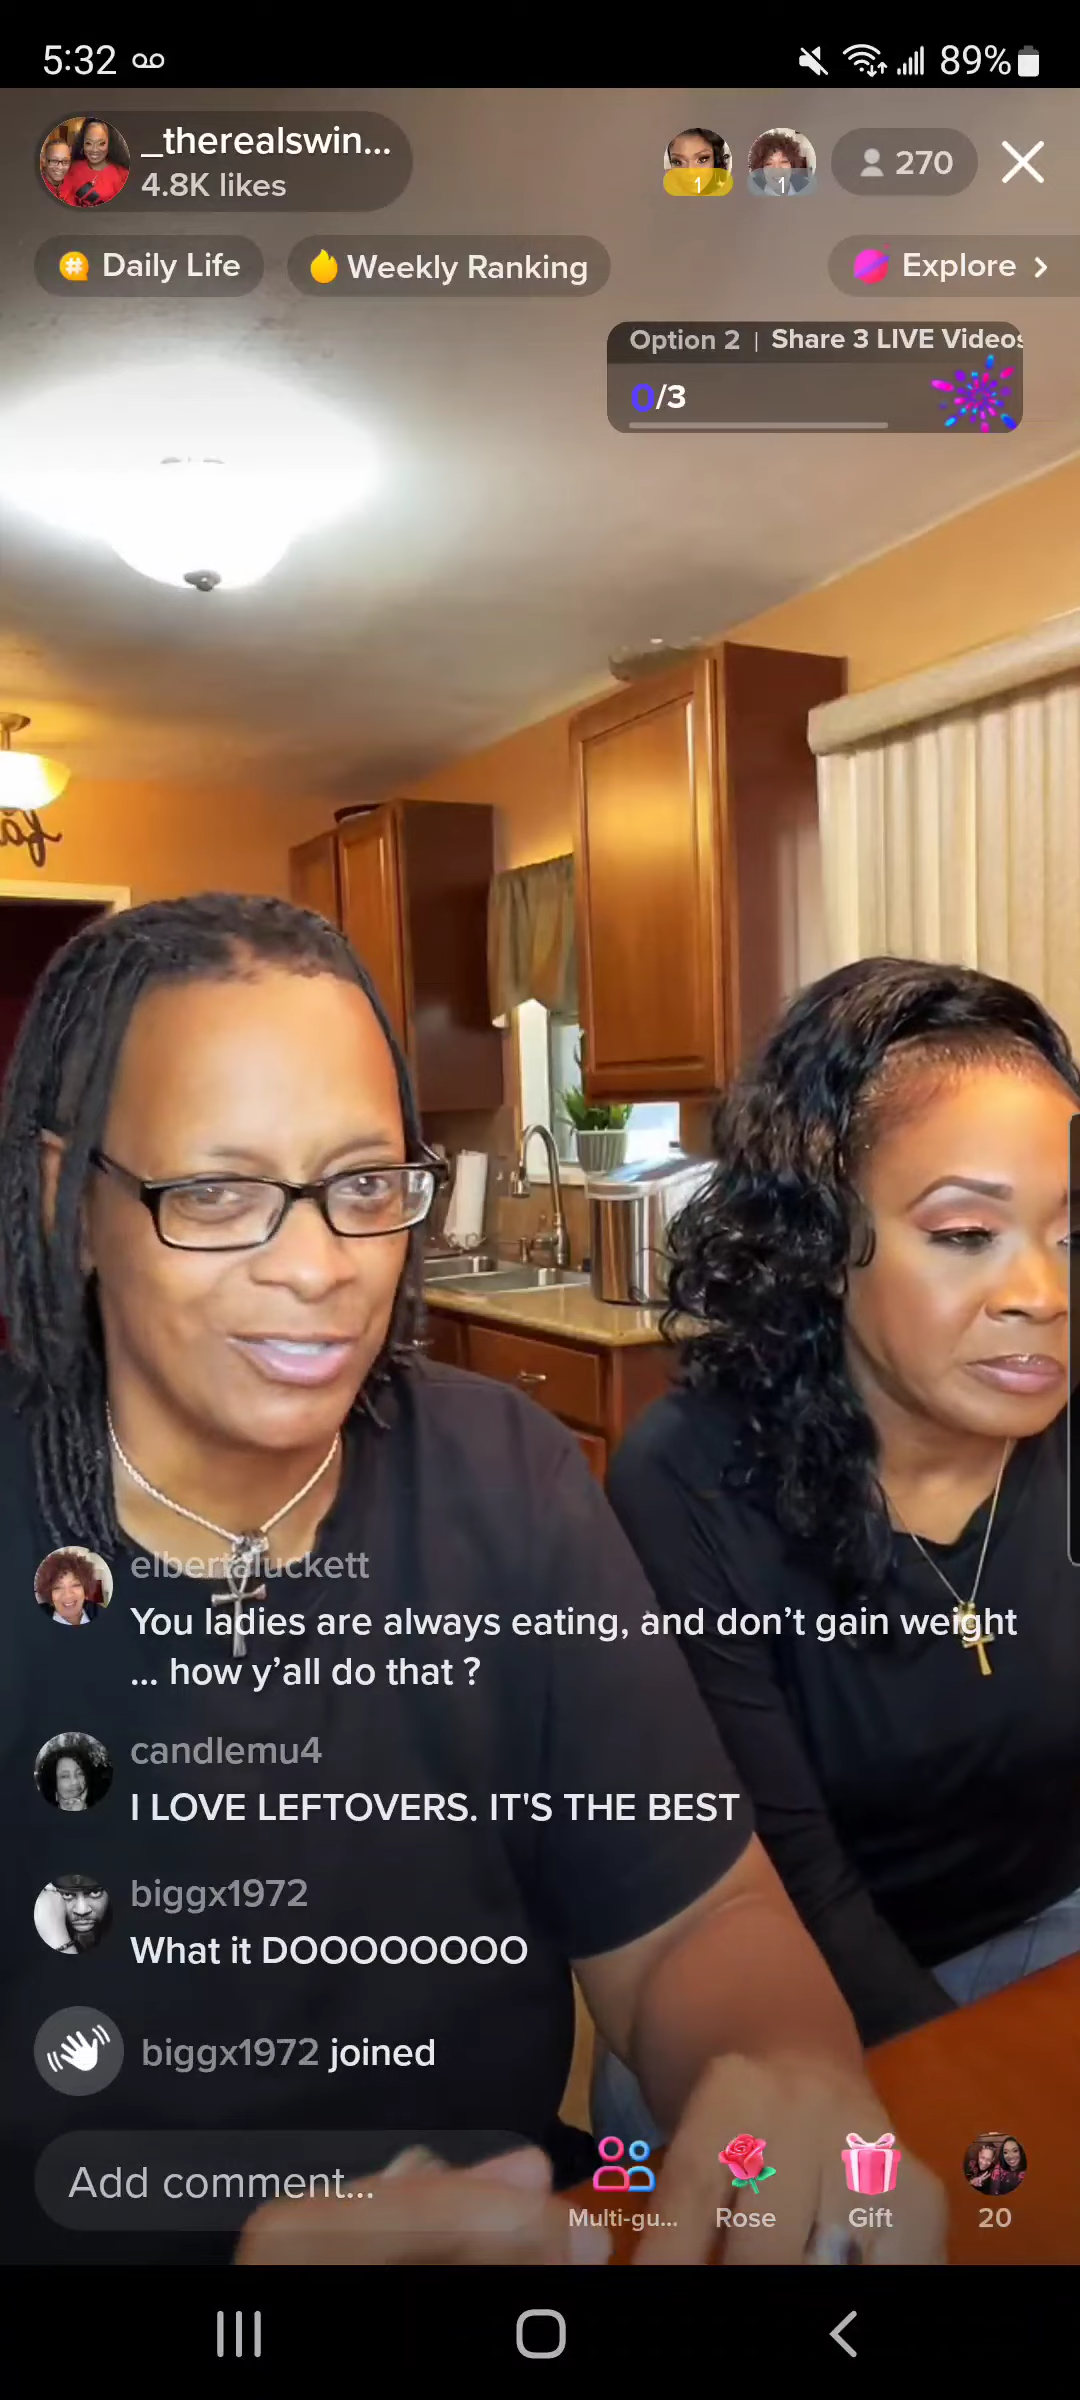 5:32
89%
_therealswin...
4.8K likes
1
1
270
Daily Life
Weekly Ranking
Explore >
Option 2 | Share 3 LIVE Videos
0/3
elbertaluckett
You ladies are always eating, and don't gain weight
... how y'all do that ?
candlemu4
I LOVE LEFTOVERS. IT'S THE BEST
biggx1972
What it DOOOOOOOO
biggx1972 joined
Add comment...
Multi-gu...
Rose
Gift
20